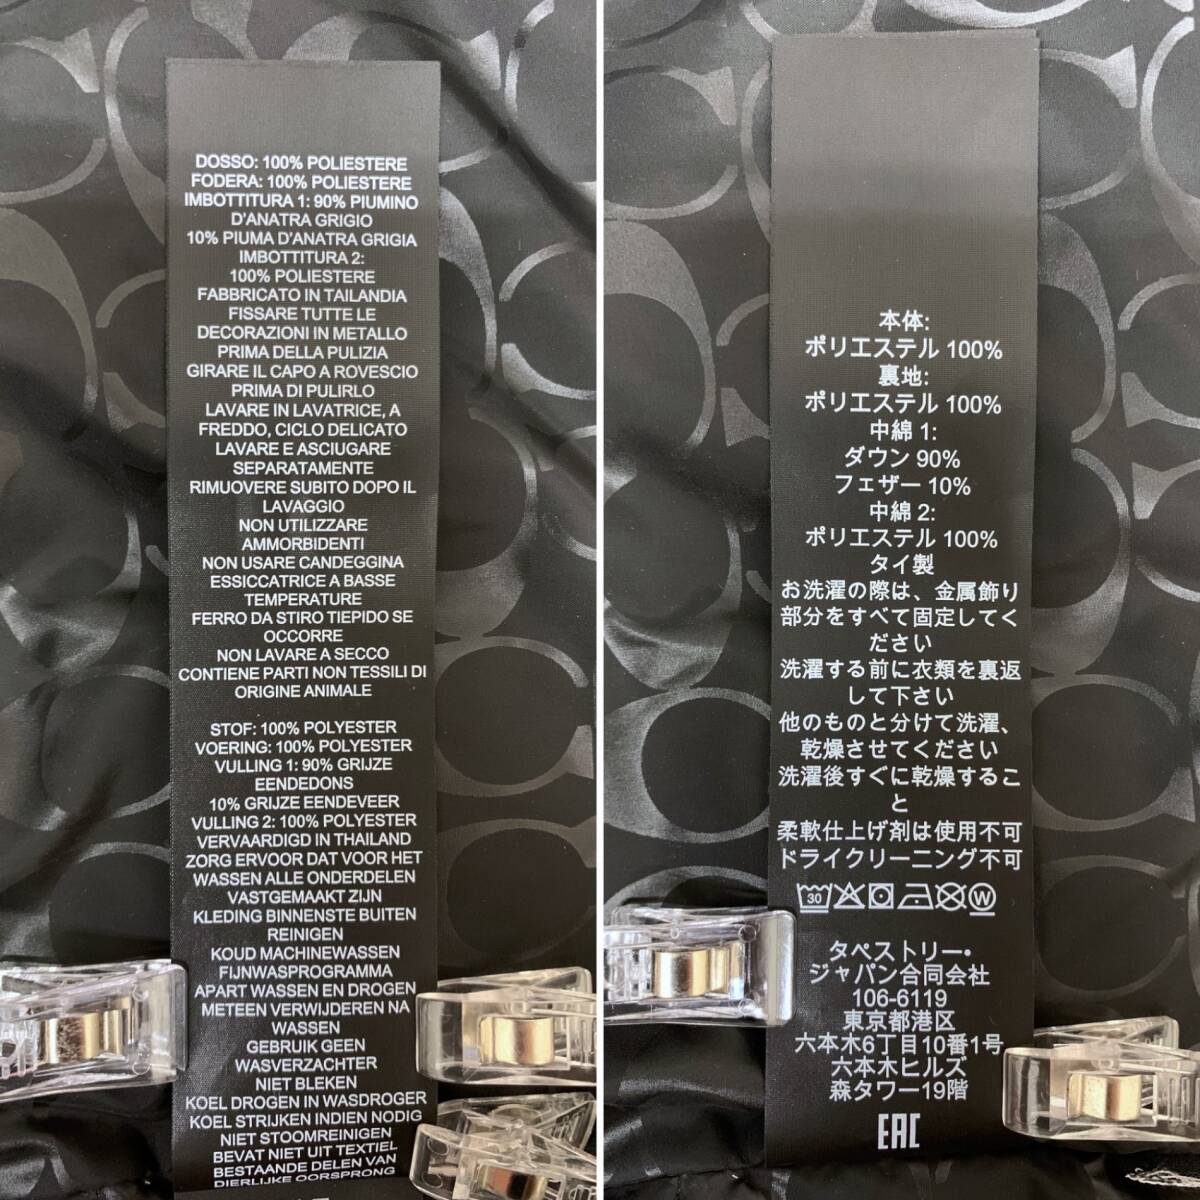 DOSSO: 100% POLIESTERE
FODERA: 100% POLIESTERE
IMBOTTITURA 1: 90% PIUMINO
D'ANATRA GRIGIO
10% PIUMA D'ANATRA GRIGIA
IMBOTTITURA 2:
100% POLIESTERE
FABBRICATO IN TAILANDIA
FISSARE TUTTE LE
DECORAZIONI IN METALLO
PRIMA DELLA PULIZIA
GIRARE IL CAPO A ROVESCIO
PRIMA DI PULIRLO
LAVARE IN LAVATRICE, A
FREDDO, CICLO DELICATO
LAVARE E ASCIUGARE
SEPARATAMENTE
RIMUOVERE SUBITO DOPO IL
LAVAGGIO
NON UTILIZZARE
AMMORBIDENTI
NON USARE CANDEGGINA
ESSICCATRICE A BASSE
TEMPERATURE
FERRO DA STIRO TIEPIDO SE
OCCORRE
NON LAVARE A SECCO
CONTIENE PARTI NON TESSILI DI
ORIGINE ANIMALE
STOF: 100% POLYESTER
VOERING: 100% POLYESTER
VULLING 1: 90% GRIJZE
EENDEDONS
10% GRIJZE EENDEVEER
VULLING 2: 100% POLYESTER
VERVAARDIGD IN THAILAND
ZORG ERVOOR DAT VOOR HET
WASSEN ALLE ONDERDELEN
VASTGEMAAKT ZIJN
KLEDING BINNENSTE BUITEN
REINIGEN
KOUD MACHINEWASSEN
FIJNWASPROGRAMMA
APART WASSEN EN DROGEN
METEEN VERWIJDEREN NA
WASSEN
GEBRUIK GEEN
WASVERZACHTER
NIET BLEKEN
KOEL DROGEN IN WASDROGER
KOEL STRIJKEN INDIEN NODIG
NIET STOOMREINIGEN
BEVAT NIET UIT TEXTIEL
BESTAANDE DELEN VAN
DIERLIJKE OORSPRONG
本体:
ポリエステル 100%
裏地:
ポリエステル 100%
中綿 1:
ダウン 90%
フェザー 10%
中綿 2:
ポリエステル 100%
タイ製
お洗濯の際は、金属飾り
部分をすべて固定してく
ださい
洗濯する前に衣類を裏返
して下さい
他のものと分けて洗濯、
乾燥させてください
洗濯後すぐに乾燥するこ
と
柔軟仕上げ剤は使用不可
ドライクリーニング不可
30 W
タペストリー・
ジャパン合同会社
106-6119
東京都港区
六本木6丁目10番1号
六本木ヒルズ
森タワー19階
EAC